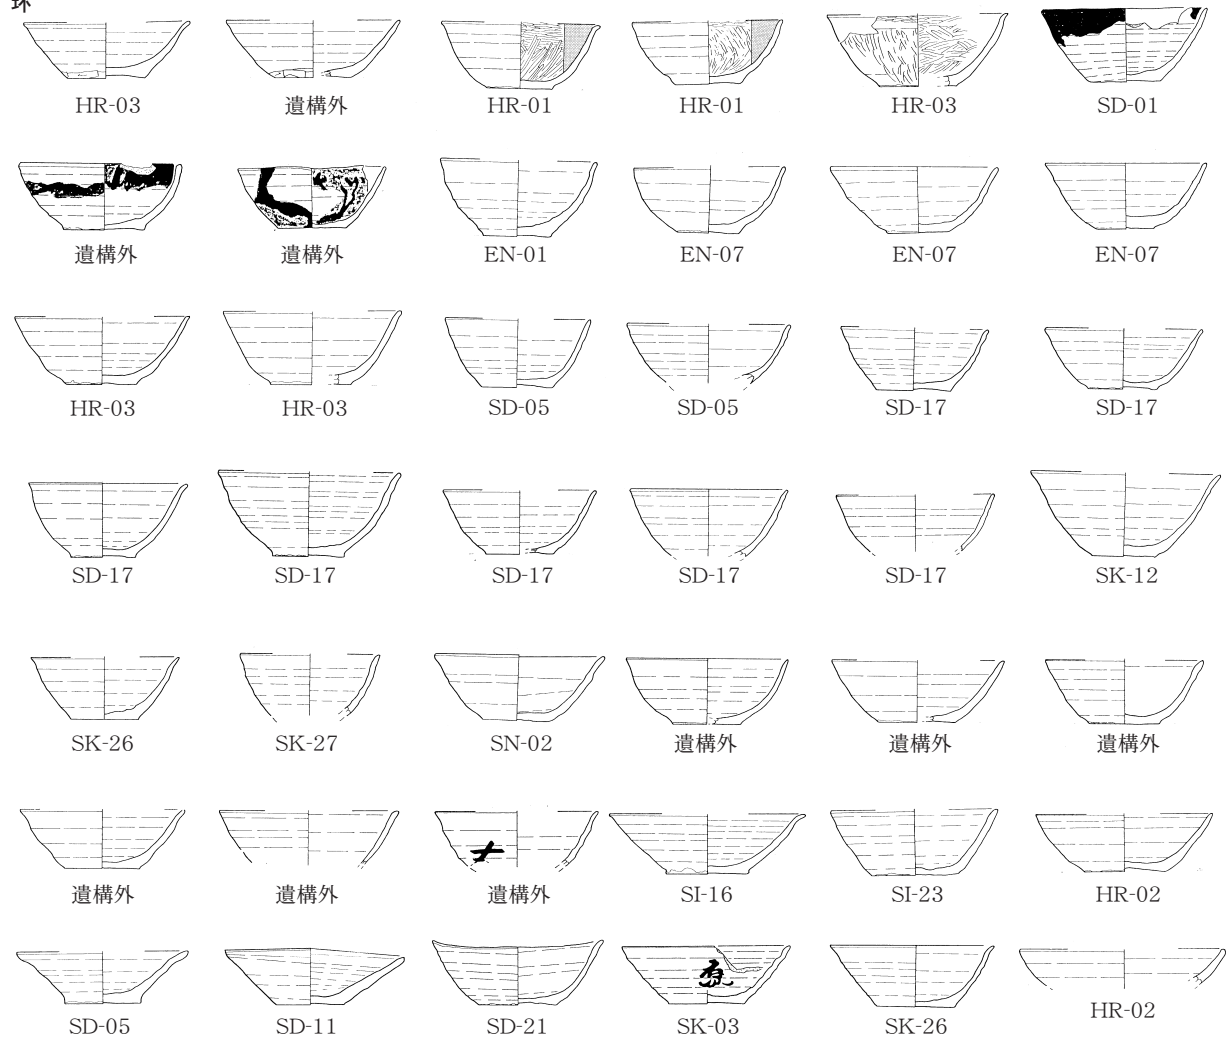 坏
HR-03 遺構外 HR-01 HR-01 HR-03 SD-01
遺構外 遺構外 EN-01 EN-07 EN-07 EN-07
HR-03 HR-03 SD-05 SD-05 SD-17 SD-17
SD-17 SD-17 SD-17 SD-17 SD-17 SK-12
SK-26 SK-27 SN-02 遺構外 遺構外 遺構外
遺構外 遺構外 遺構外 SI-16 SI-23 HR-02
SD-05 SD-11 SD-21 SK-03 SK-26 HR-02